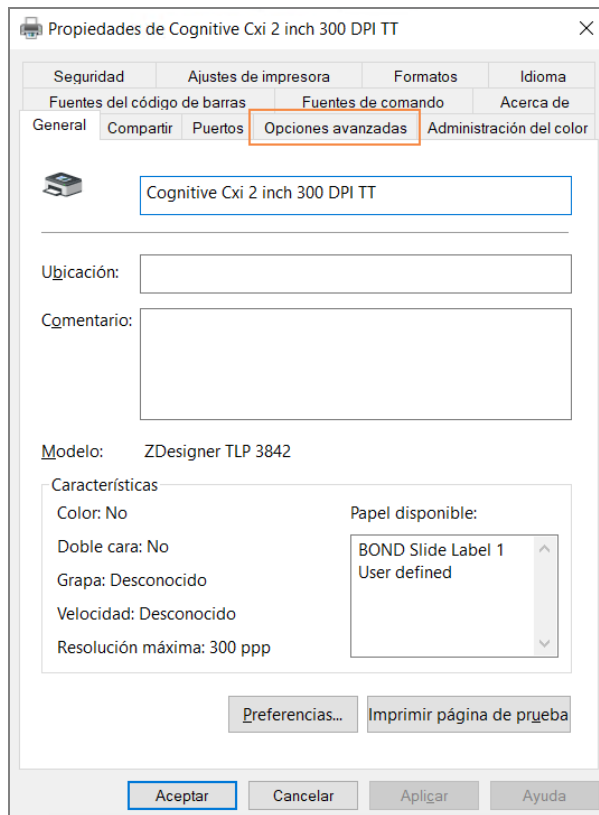 Propiedades de Cognitive Cxi 2 inch 300 DPI TT
Seguridad Ajustes de impresora Formatos Idioma
Fuentes del código de barras Fuentes de comando Acerca de
General Compartir Puertos Opciones avanzadas Administración del color
Cognitive Cxi 2 inch 300 DPI TT
Ubicación:
Comentario:
Modelo: ZDesigner TLP 3842
Características
Color: No
Doble cara: No
Grapa: Desconocido
Velocidad: Desconocido
Resolución máxima: 300 ppp
Papel disponible:
BOND Slide Label 1
User defined
Preferencias... Imprimir página de prueba
Aceptar Cancelar Aplicar Ayuda